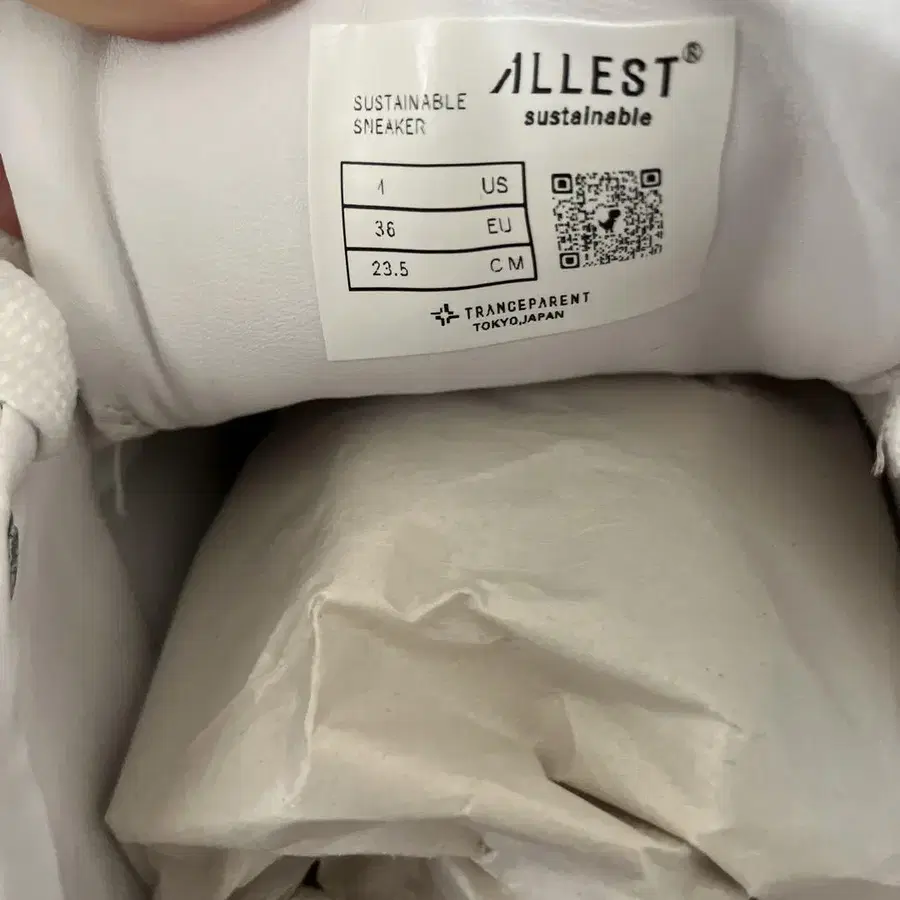 ALLEST®
sustainable
SUSTAINABLE
SNEAKER
4 US
36 EU
23.5 CM
TRANCEPARENT
TOKYO,JAPAN